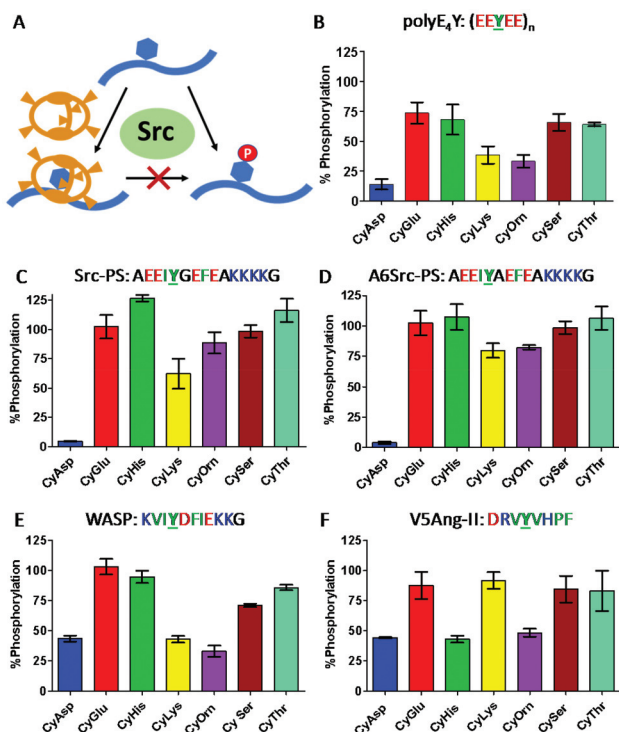 A
Src
P
B
polyE₄Y: (EEYEE)ₙ
% Phosphorylation
125
100
75
50
25
0
CyAsp
CyGlu
CyHis
CyLys
CyOrn
CySer
CyThr
C
Src-PS: AEEIYGEFEAKKKKG
%Phosphorylation
125
100
75
50
25
0
CyAsp
CyGlu
CyHis
CyLys
CyOrn
CySer
CyThr
D
A6Src-PS: AEEIYAEFEAKKKKG
%Phosphorylation
125
100
75
50
25
0
CyAsp
CyGlu
CyHis
CyLys
CyOrn
CySer
CyThr
E
WASP: KVIYDFIEKKG
%Phosphorylation
125
100
75
50
25
0
CyAsp
CyGlu
CyHis
CyLys
CyOrn
Cy Ser
CyThr
F
V5Ang-II: DRVYVHPF
%Phosphorylation
125
100
75
50
25
0
CyAsp
CyGlu
CyHis
CyLys
CyOrn
CySer
CyThr